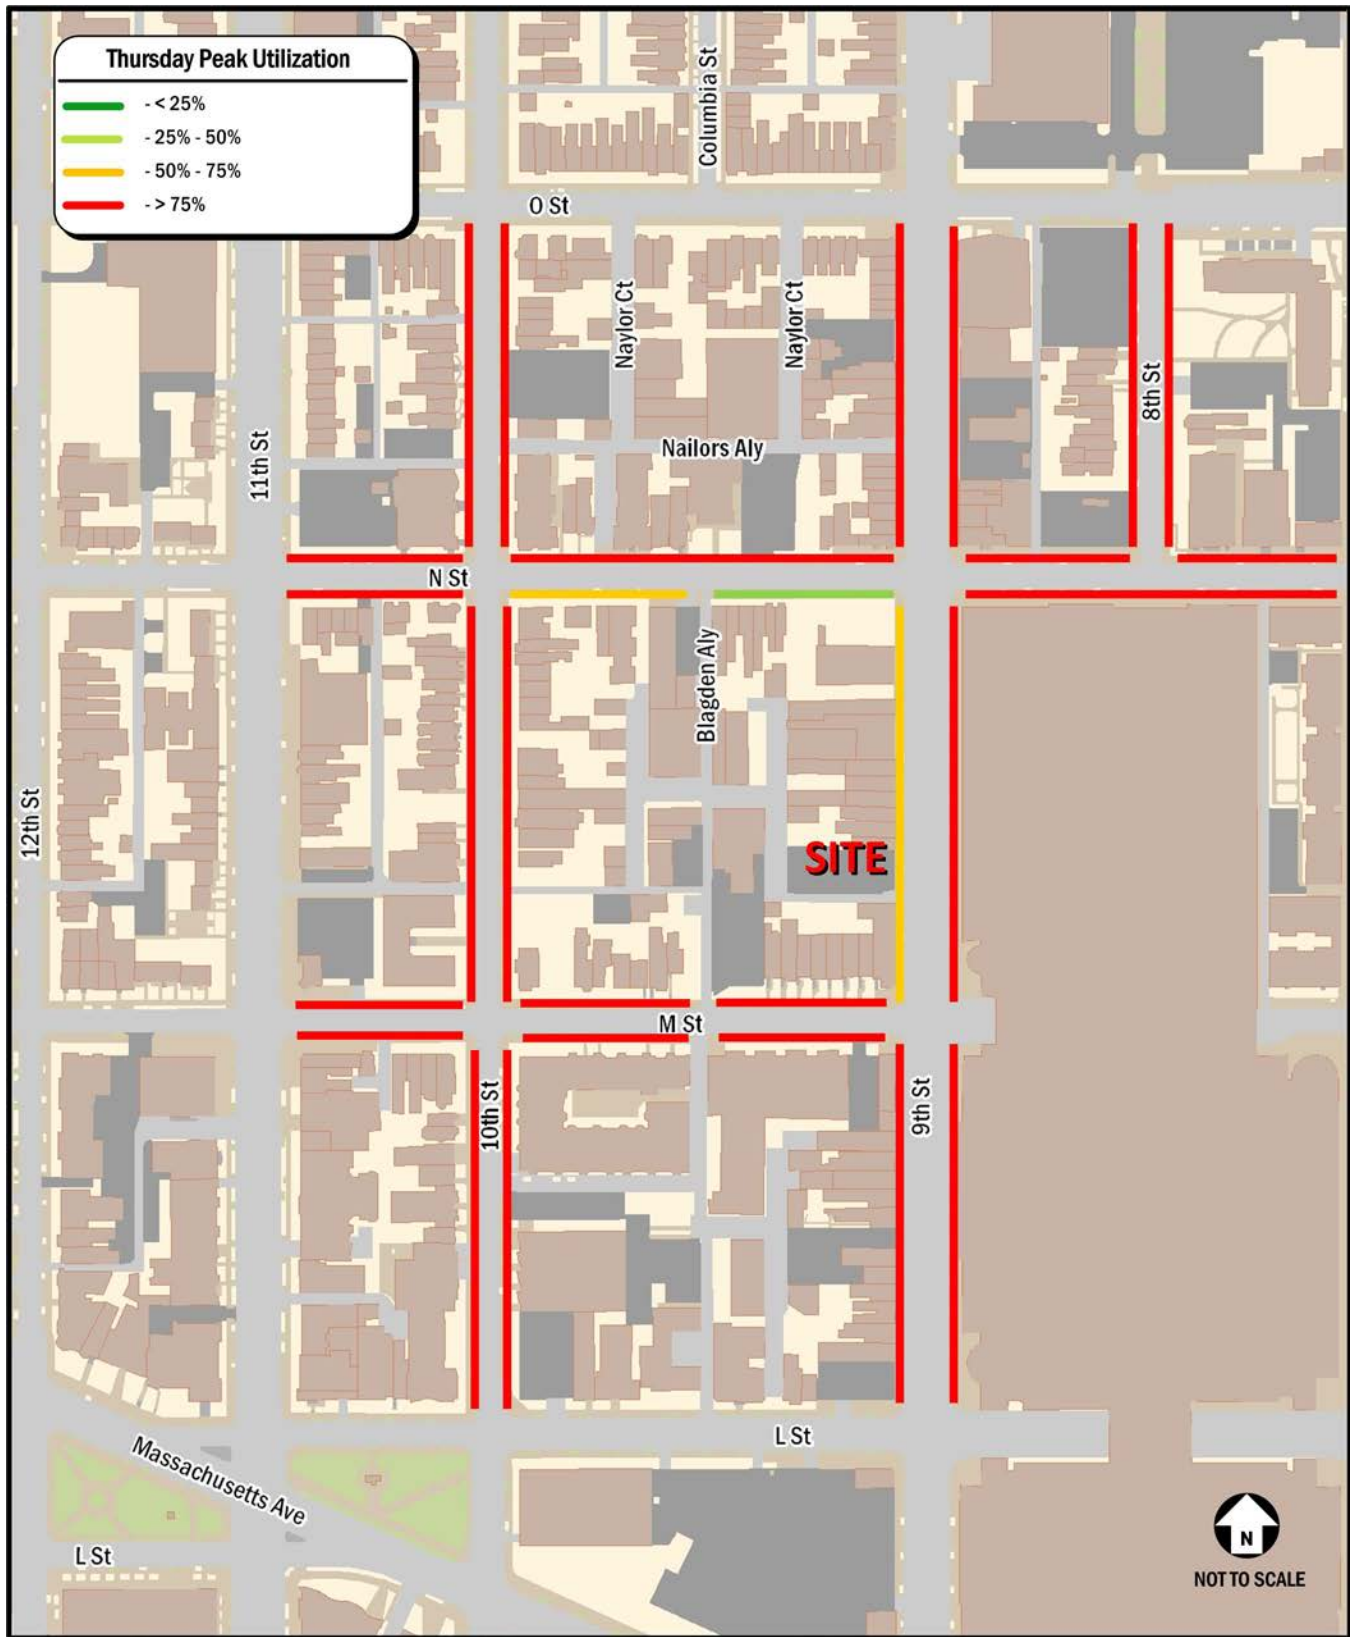 Thursday Peak Utilization
- < 25%
- 25% - 50%
- 50% - 75%
- > 75%
Columbia St
O St
Naylor Ct
Naylor Ct
8th St
11th St
Nailors Aly
N St
Blagden Aly
12th St
SITE
M St
10th St
9th St
L St
Massachusetts Ave
L St
N
NOT TO SCALE